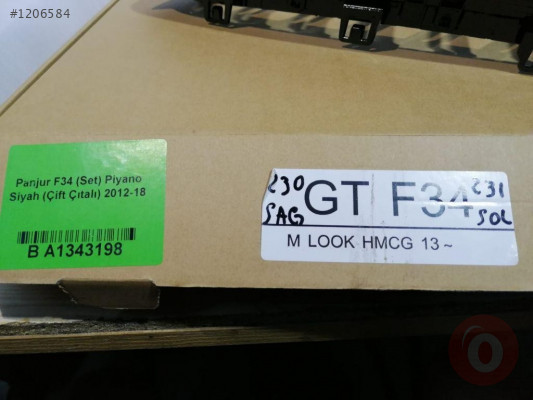 #1206584
Panjur F34 (Set) Piyano
Siyah (Çift Çıtalı) 2012-18
B A1343198
230 GT F34 231
SAG SOL
M LOOK HMCG 13~